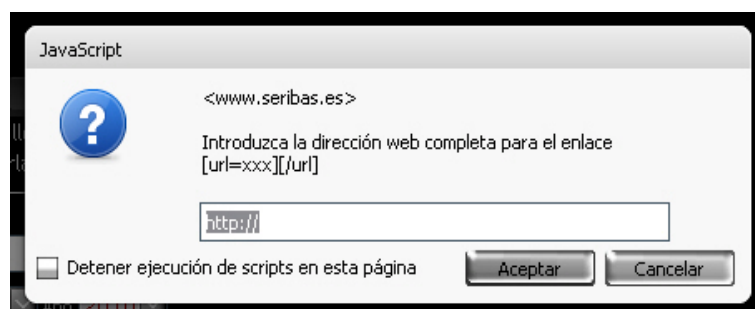 JavaScript
<www.seribas.es>
Introduzca la dirección web completa para el enlace
[url=xxx][/url]
http://
Detener ejecución de scripts en esta página
Aceptar
Cancelar